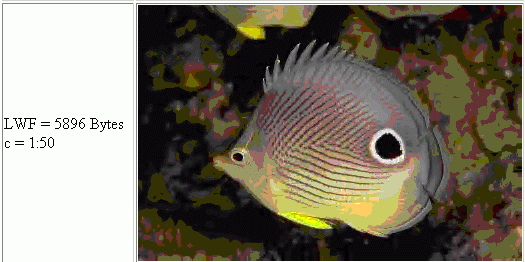 LWF = 5896 Bytes
c = 1:50